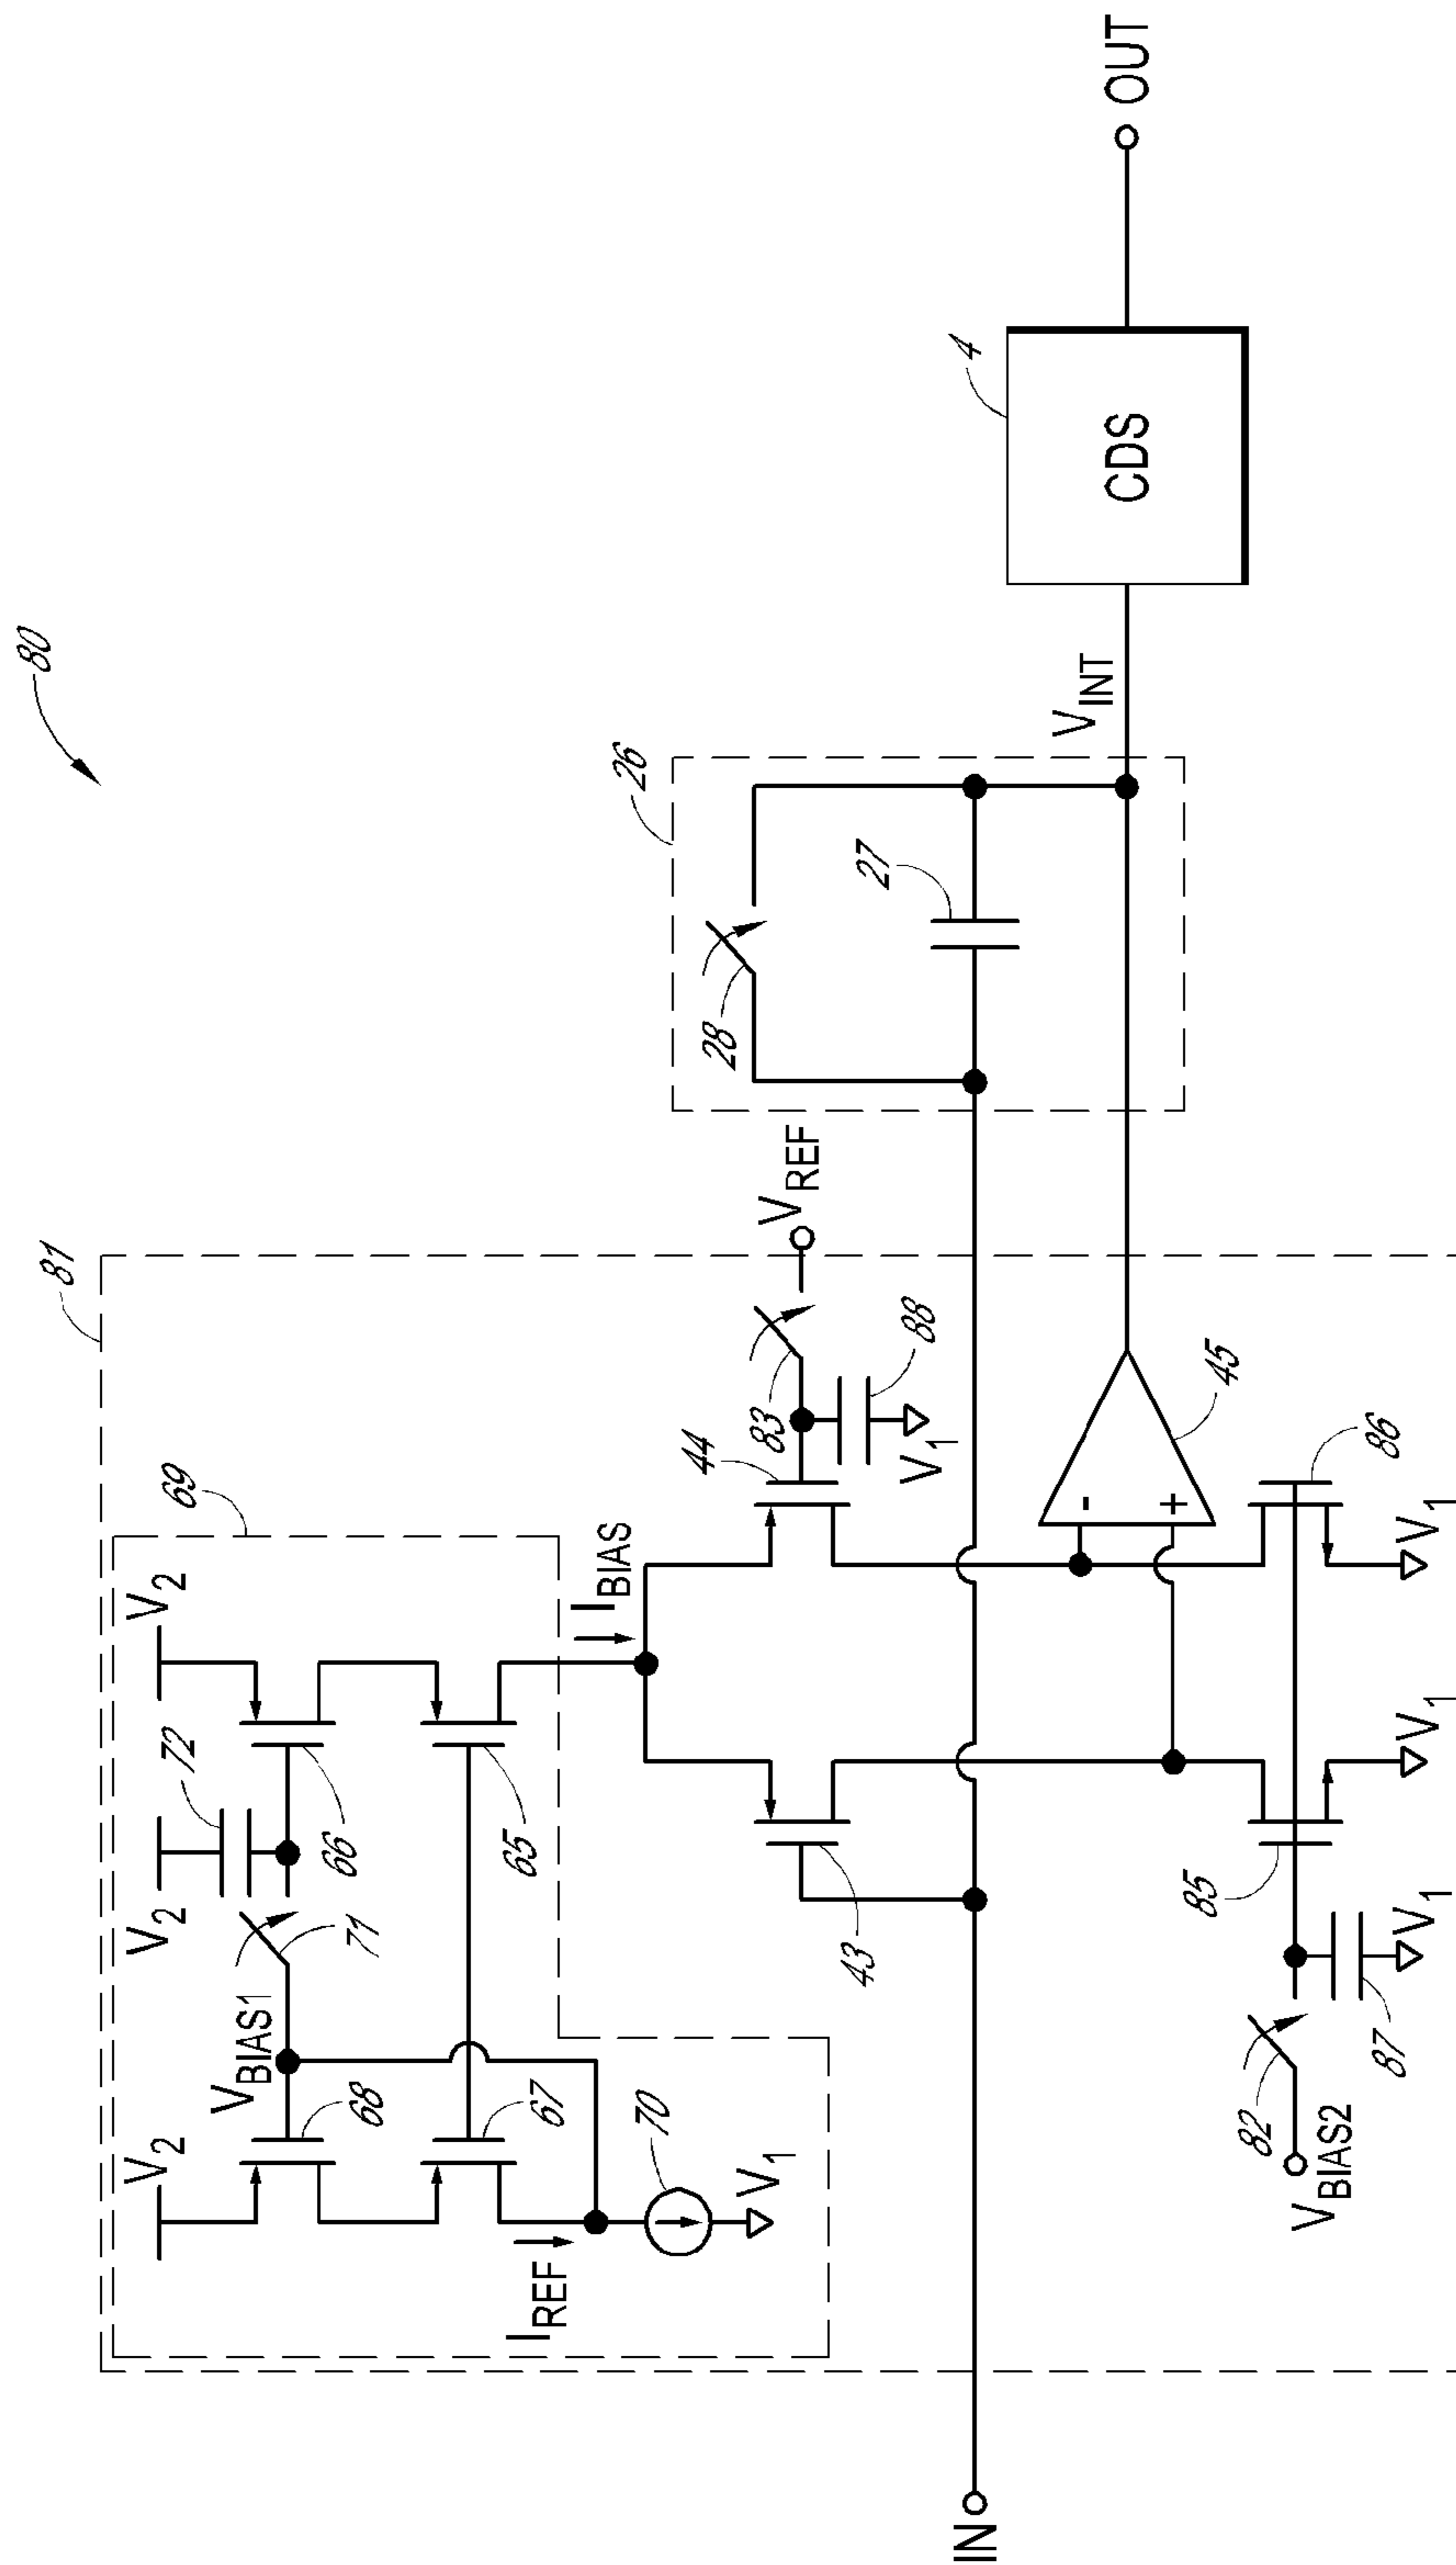 80
81
69
V2
V2
V2
72
VBIAS1
68
71
66
67
65
IREF
70
V1
IBIAS
44
83
VREF
88
V1
43
26
28
27
VINT
4
CDS
OUT
IN
-
+
45
85
86
82
VBIAS2
87
V1
V1
V1